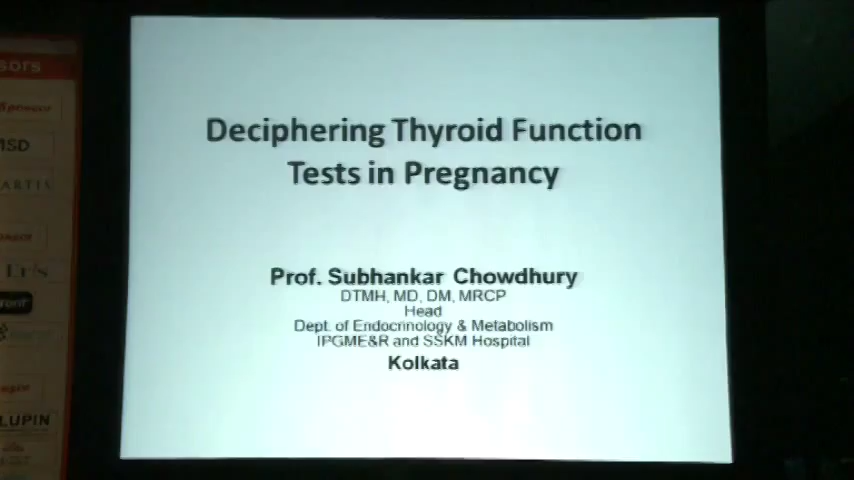 Deciphering Thyroid Function
Tests in Pregnancy
Prof. Subhankar Chowdhury
DTMH, MD, DM, MRCP
Head
Dept. of Endocrinology & Metabolism
IPGME&R and SSKM Hospital
Kolkata
LUPIN